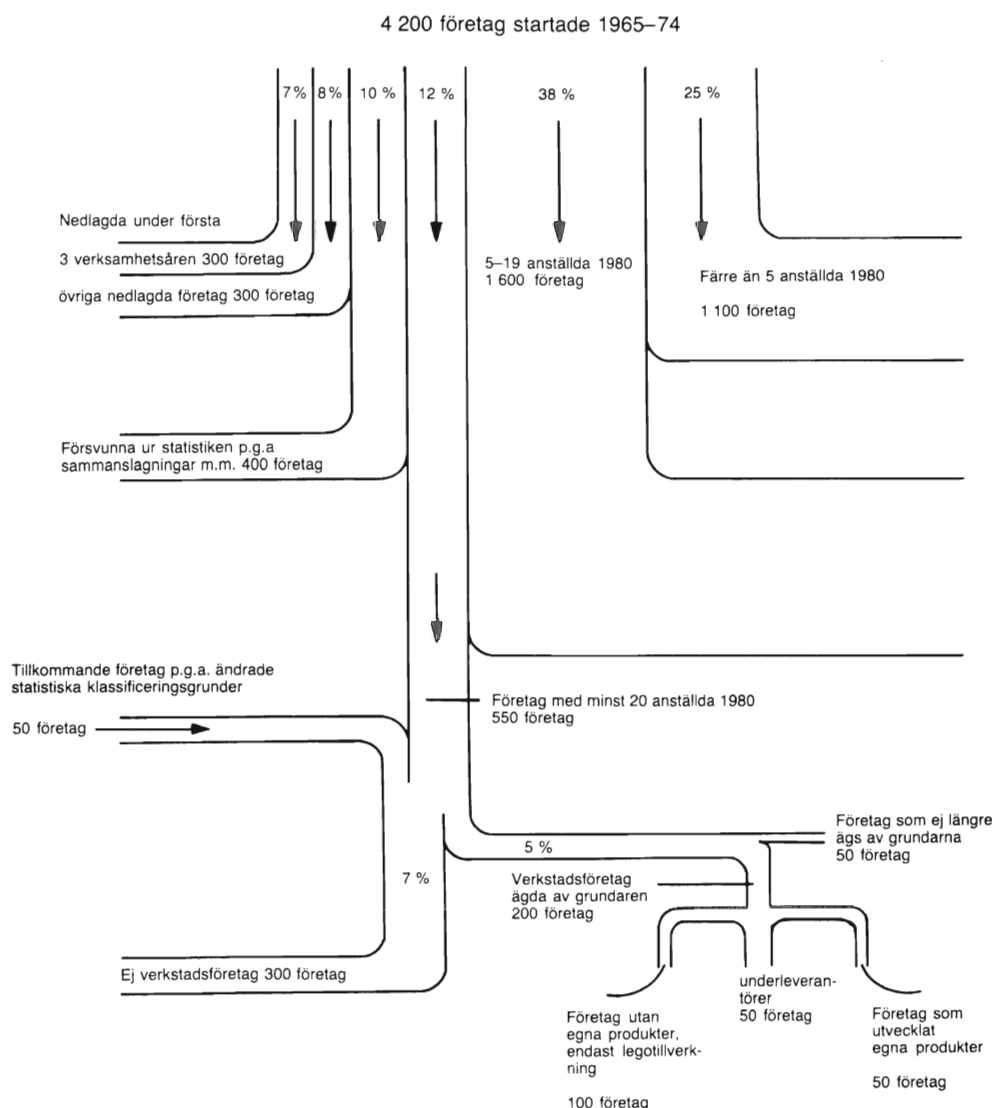 4 200 företag startade 1965–74
7 %
8 %
10 %
12 %
38 %
25 %
Nedlagda under första
3 verksamhetsåren 300 företag
övriga nedlagda företag 300 företag
5–19 anställda 1980
1 600 företag
Färre än 5 anställda 1980
1 100 företag
Försvunna ur statistiken p.g.a
sammanslagningar m.m. 400 företag
Tillkommande företag p.g.a. ändrade
statistiska klassificeringsgrunder
50 företag
Företag med minst 20 anställda 1980
550 företag
Företag som ej längre
ägs av grundarna
50 företag
5 %
7 %
Verkstadsföretag
ägda av grundaren
200 företag
Ej verkstadsföretag 300 företag
Företag utan
egna produkter,
endast legotillverk-
ning
100 företag
underleveran-
törer
50 företag
Företag som
utvecklat
egna produkter
50 företag